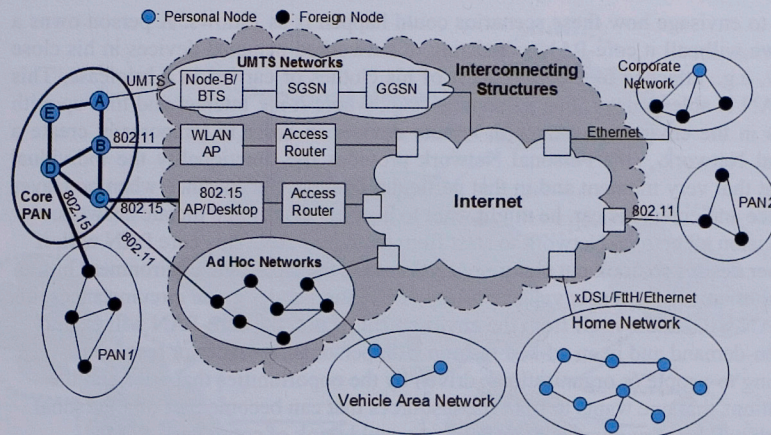 : Personal Node : Foreign Node
UMTS Networks
UMTS
Node-B/
BTS
SGSN
GGSN
Interconnecting
Structures
Corporate
Network
E
A
B
D
C
802.11
WLAN
AP
Access
Router
Ethernet
Core
PAN
802.15
802.15
802.15
AP/Desktop
Access
Router
Internet
802.11
PAN2
802.11
Ad Hoc Networks
xDSL/FttH/Ethernet
Home Network
PAN1
Vehicle Area Network